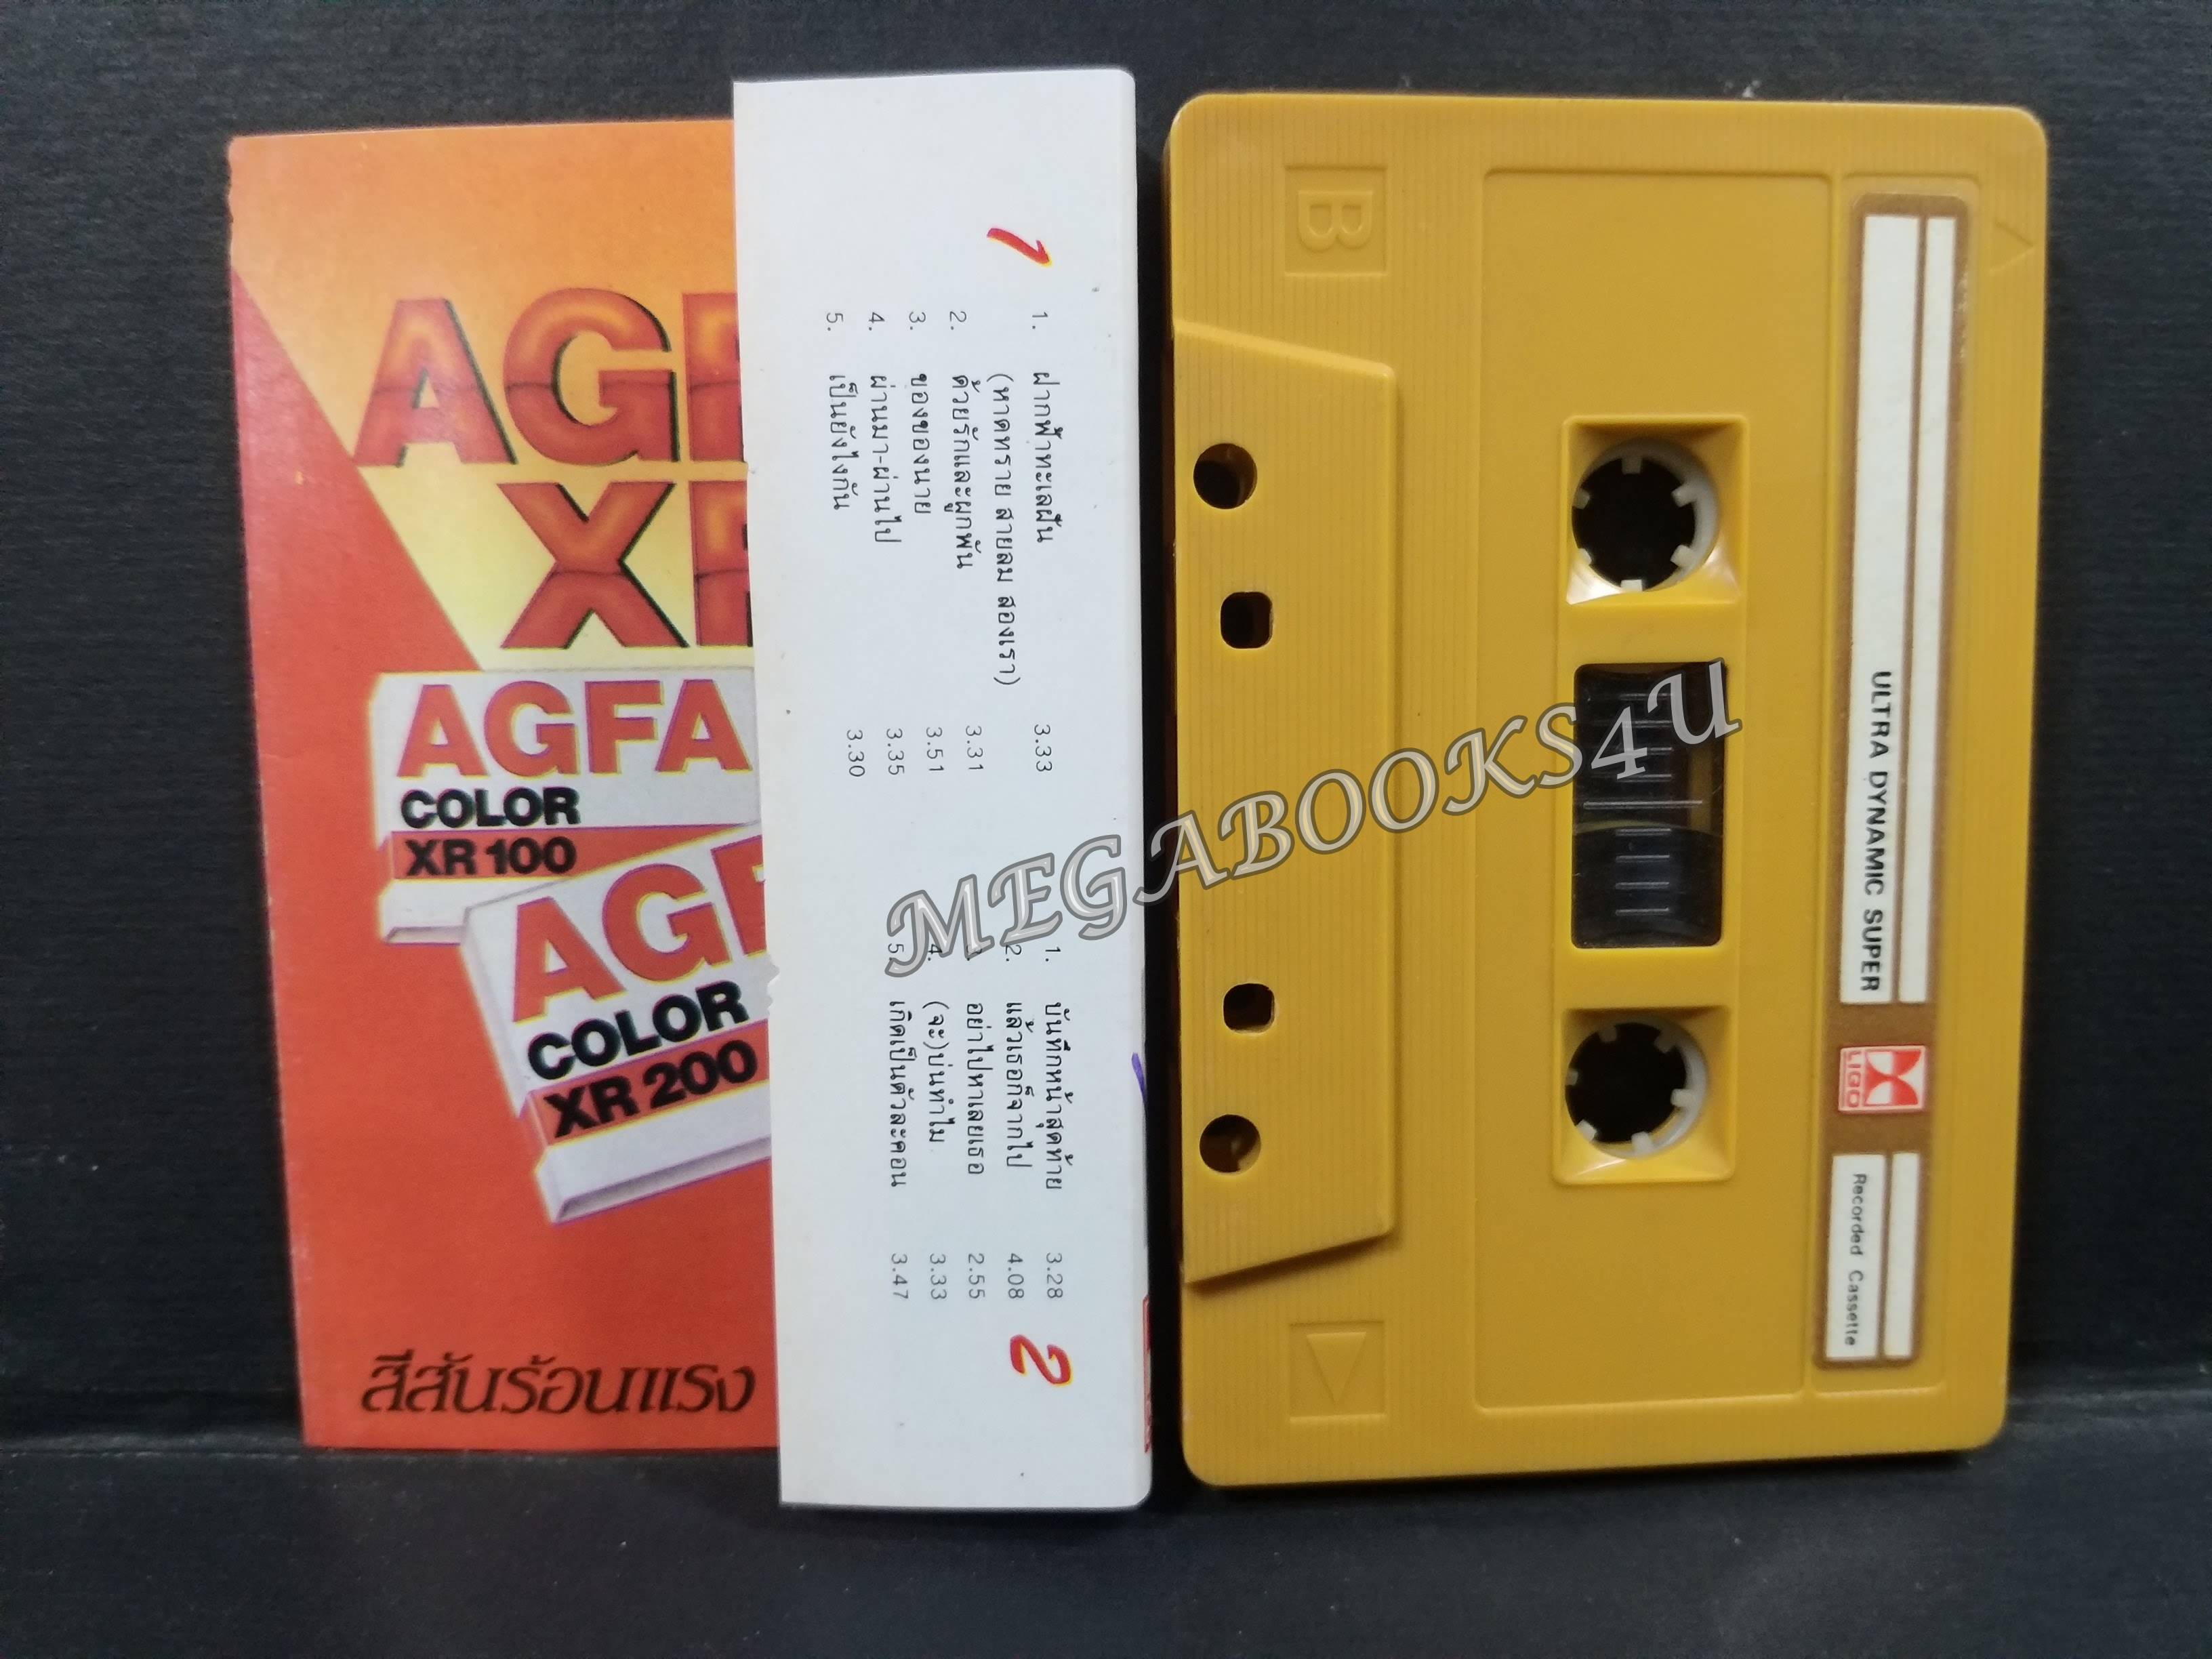 AGF
XR
AGFA
COLOR
XR 100
AGF
COLOR
XR 200
สีสันร้อนแรง
1
1. ฝากฟ้าทะเลฝัน 3.33
(หาดทราย สายลม สองเรา)
2. ด้วยรักและผูกพัน 3.31
3. ของของนาย 3.51
4. ผ่านมา-ผ่านไป 3.35
5. เป็นยังไงกัน 3.30
2
1. บันทึกหน้าสุดท้าย 3.28
2. แล้วเธอก็จากไป 4.08
3. อย่าไปหาเลยเธอ 2.55
4. (จะ)บ่นทำไม 3.33
5. เกิดเป็นตัวละคอน 3.47
MEGABOOKS4U
B
A
ULTRA DYNAMIC SUPER
LIGO
Recorded Cassette